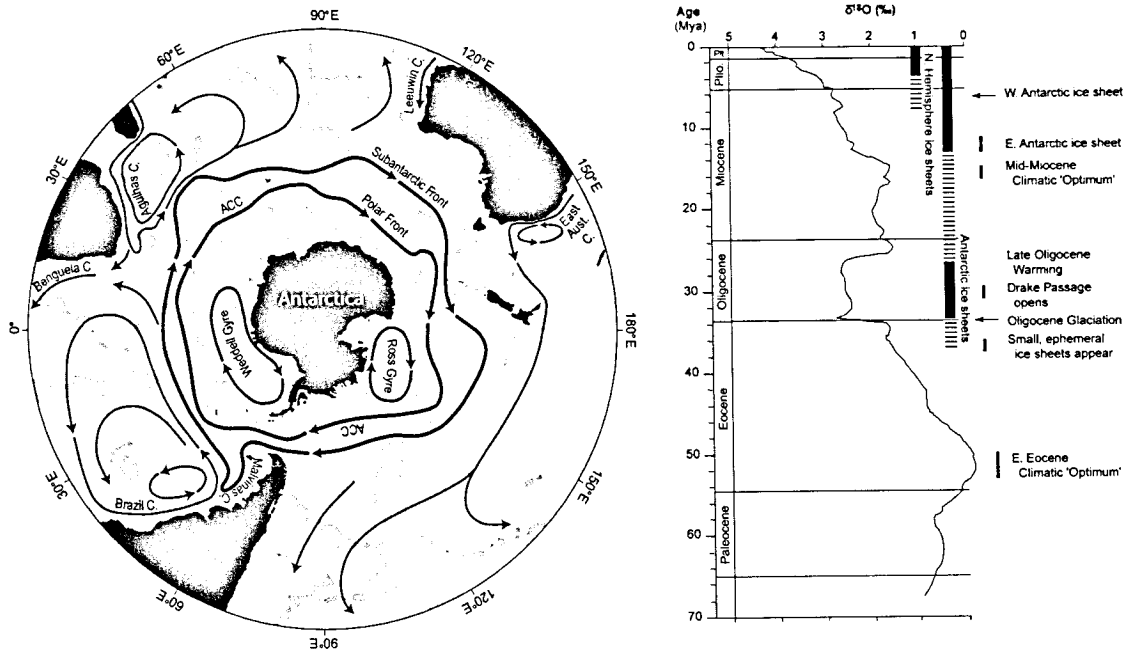 90°E
60°E
120°E
30°E
150°E
0°
180°E
30°E
150°E
60°E
120°E
90°E
Leeuwin C.
Agulhas C.
Subantarctic Front
ACC
Polar Front
East
Aust.
C.
Benguela C.
Antarctica
Weddell Gyre
Ross Gyre
ACC
Malvinas C.
Brazil C.
Age
(Mya)
δ¹⁸O (‰)
5 4 3 2 1 0
0
10
20
30
40
50
60
70
Plio.
Miocene
Oligocene
Eocene
Paleocene
N. Hemisphere ice sheets
Antarctic ice sheets
W. Antarctic ice sheet
E. Antarctic ice sheet
Mid-Miocene
Climatic 'Optimum'
Late Oligocene
Warming
Drake Passage
opens
Oligocene Glaciation
Small, ephemeral
ice sheets appear
E. Eocene
Climatic 'Optimum'